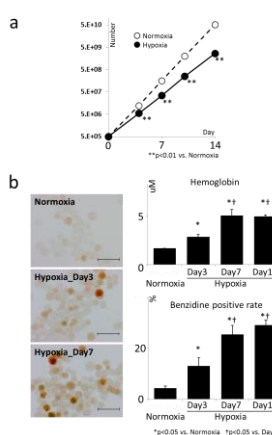 a
Number
5.E+10
5.E+09
5.E+08
5.E+07
5.E+06
5.E+05
Normoxia
Hypoxia
**
**
**
**
0
7
14
Day
**p<0.01 vs. Normoxia
b
Normoxia
Hypoxia_Day3
Hypoxia_Day7
uM
Hemoglobin
5
0
*
*†
*†
Normoxia
Day3
Day7
Day1
Hypoxia
%
Benzidine positive rate
20
0
*
*†
*†
Normoxia
Day3
Day7
Day1
Hypoxia
*p<0.05 vs. Normoxia †p<0.05 vs. Day